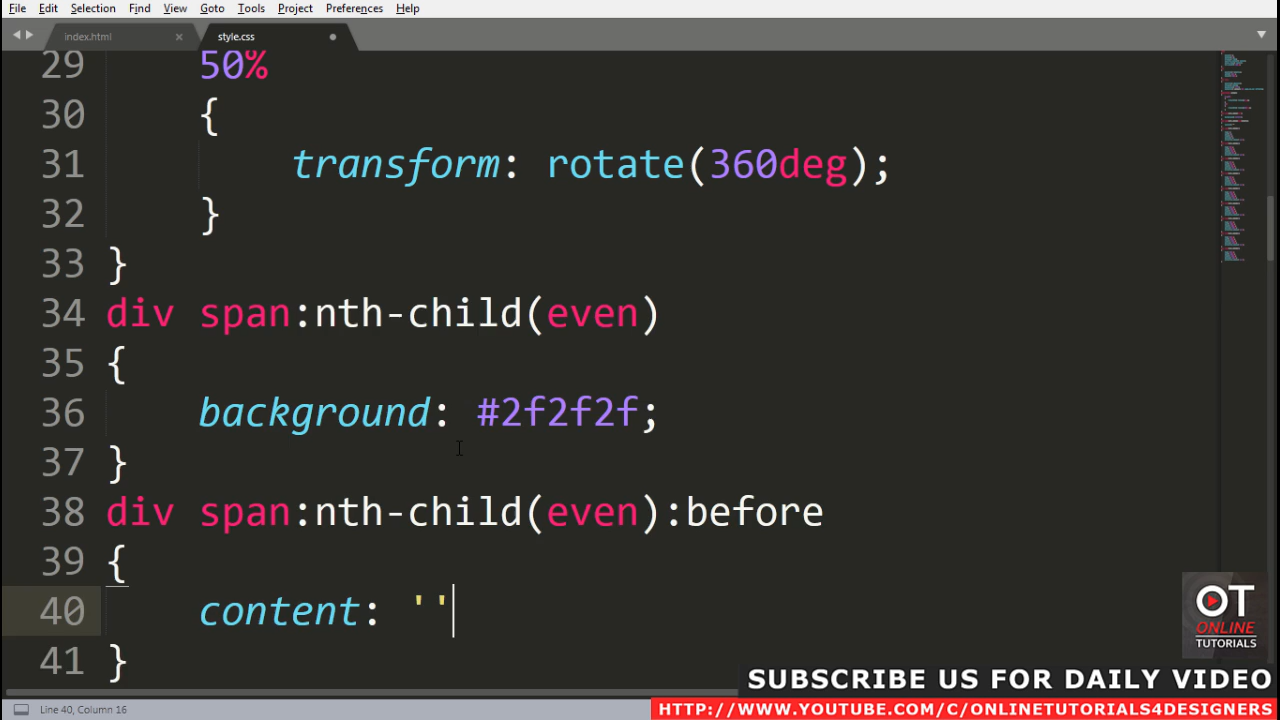 File Edit Selection Find View Goto Tools Project Preferences Help
index.html × style.css
29 50%
30 {
31 transform: rotate(360deg);
32 }
33 }
34 div span:nth-child(even)
35 {
36 background: #2f2f2f;
37 }
38 div span:nth-child(even):before
39 {
40 content: ''
41 }
OT
ONLINE
TUTORIALS
SUBSCRIBE US FOR DAILY VIDEO
WWW.YOUTUBE.COM/C/ONLINETUTORIALS4DESIGNERS
Line 40, Column 16